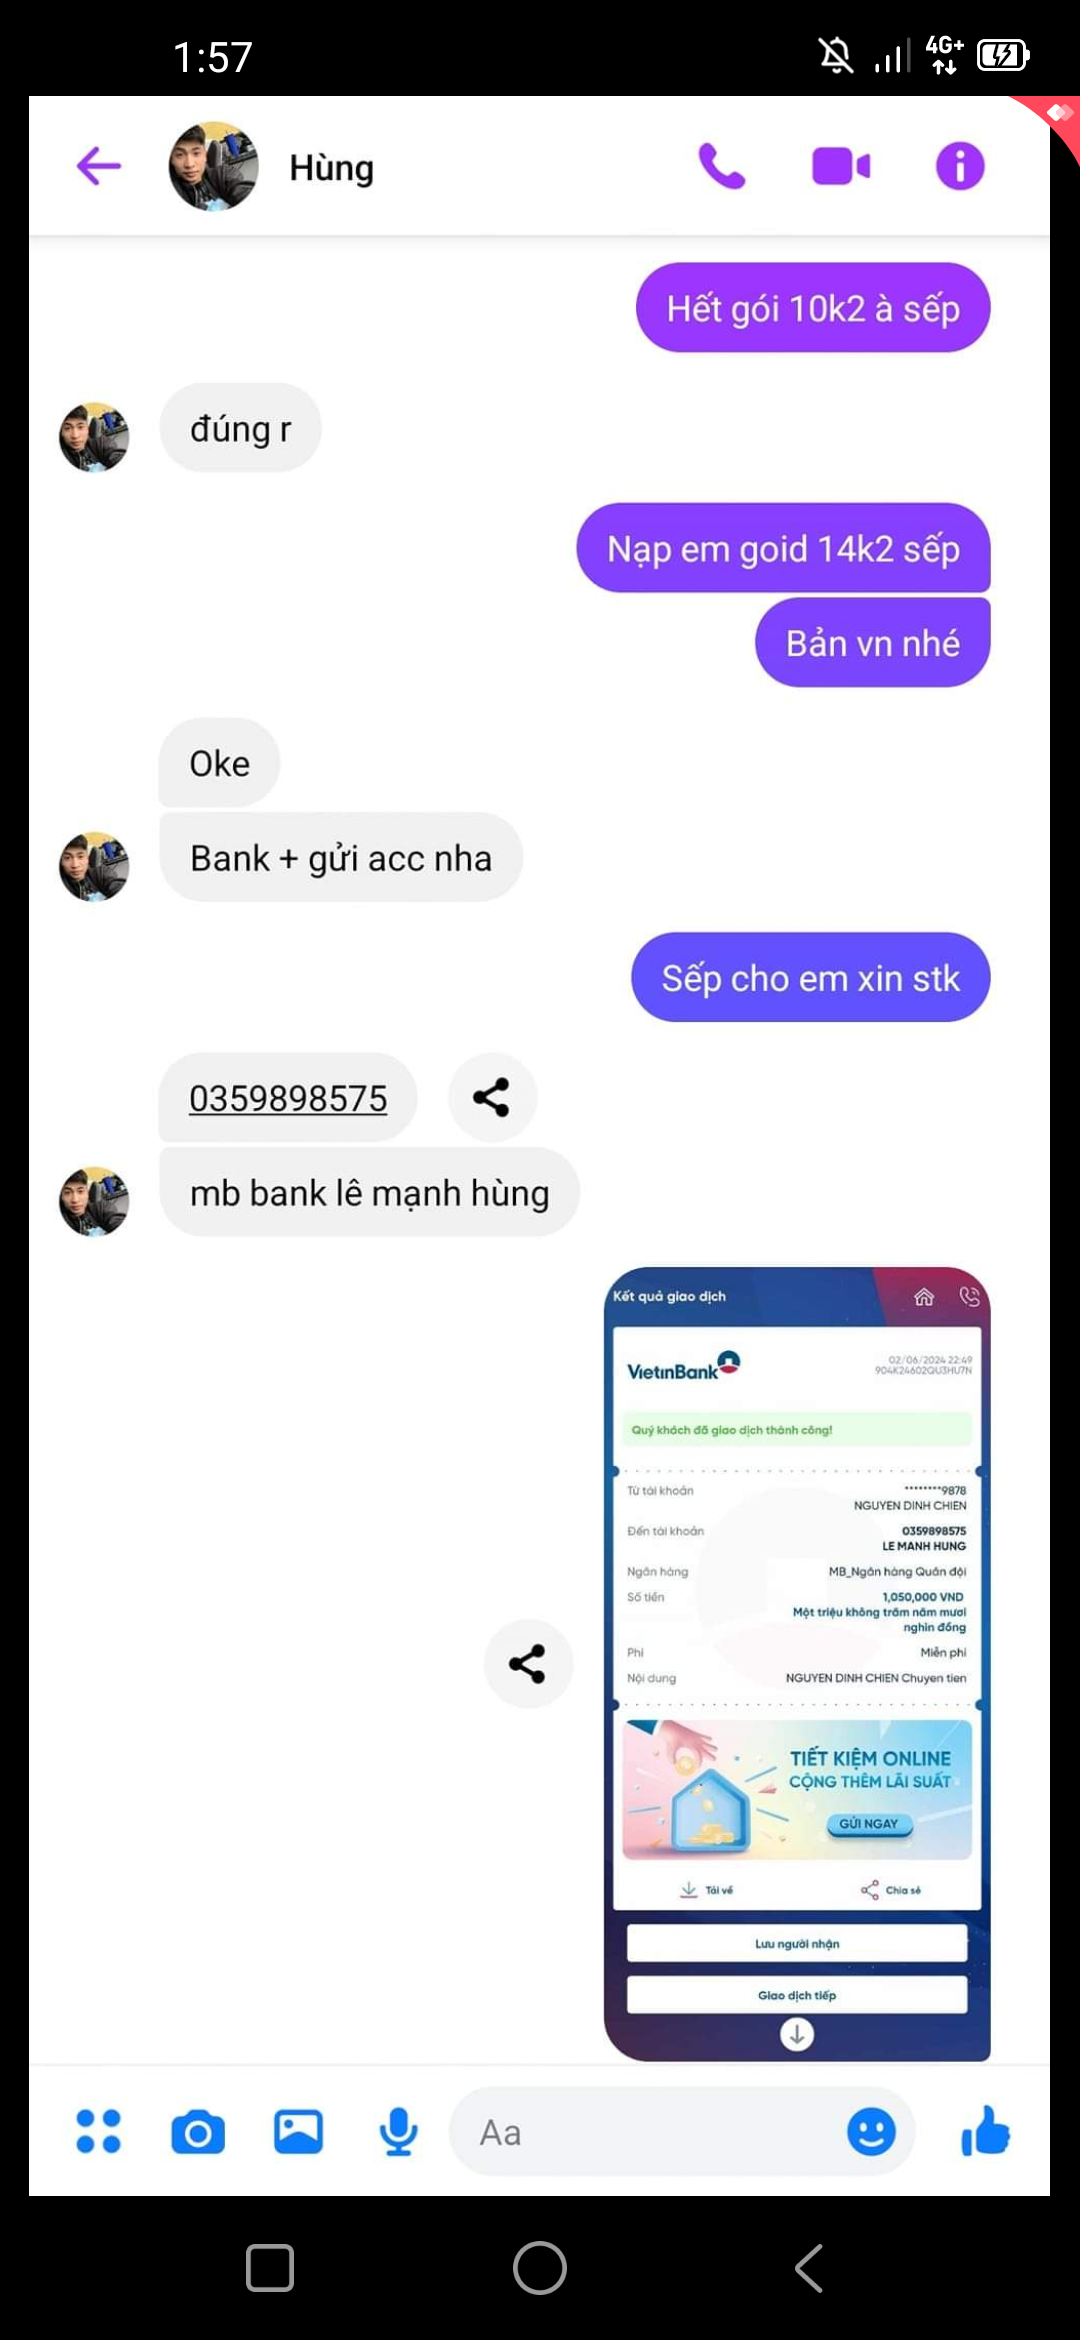 1:57
4G+
Hùng
Hết gói 10k2 à sếp
đúng r
Nạp em goid 14k2 sếp
Bản vn nhé
Oke
Bank + gửi acc nha
Sếp cho em xin stk
0359898575
mb bank lê mạnh hùng
Kết quả giao dịch
VietinBank
02/06/2024 22:49
904K24602QU3HU7N
Quý khách đã giao dịch thành công!
Từ tài khoản
********9878
NGUYEN DINH CHIEN
Đến tài khoản
0359898575
LE MANH HUNG
Ngân hàng
MB_Ngân hàng Quân đội
Số tiền
1,050,000 VND
Một triệu không trăm năm mươi
nghìn đồng
Phí
Miễn phí
Nội dung
NGUYEN DINH CHIEN Chuyen tien
TIẾT KIỆM ONLINE
CỘNG THÊM LÃI SUẤT
GỬI NGAY
Tải về
Chia sẻ
Lưu người nhận
Giao dịch tiếp
Aa